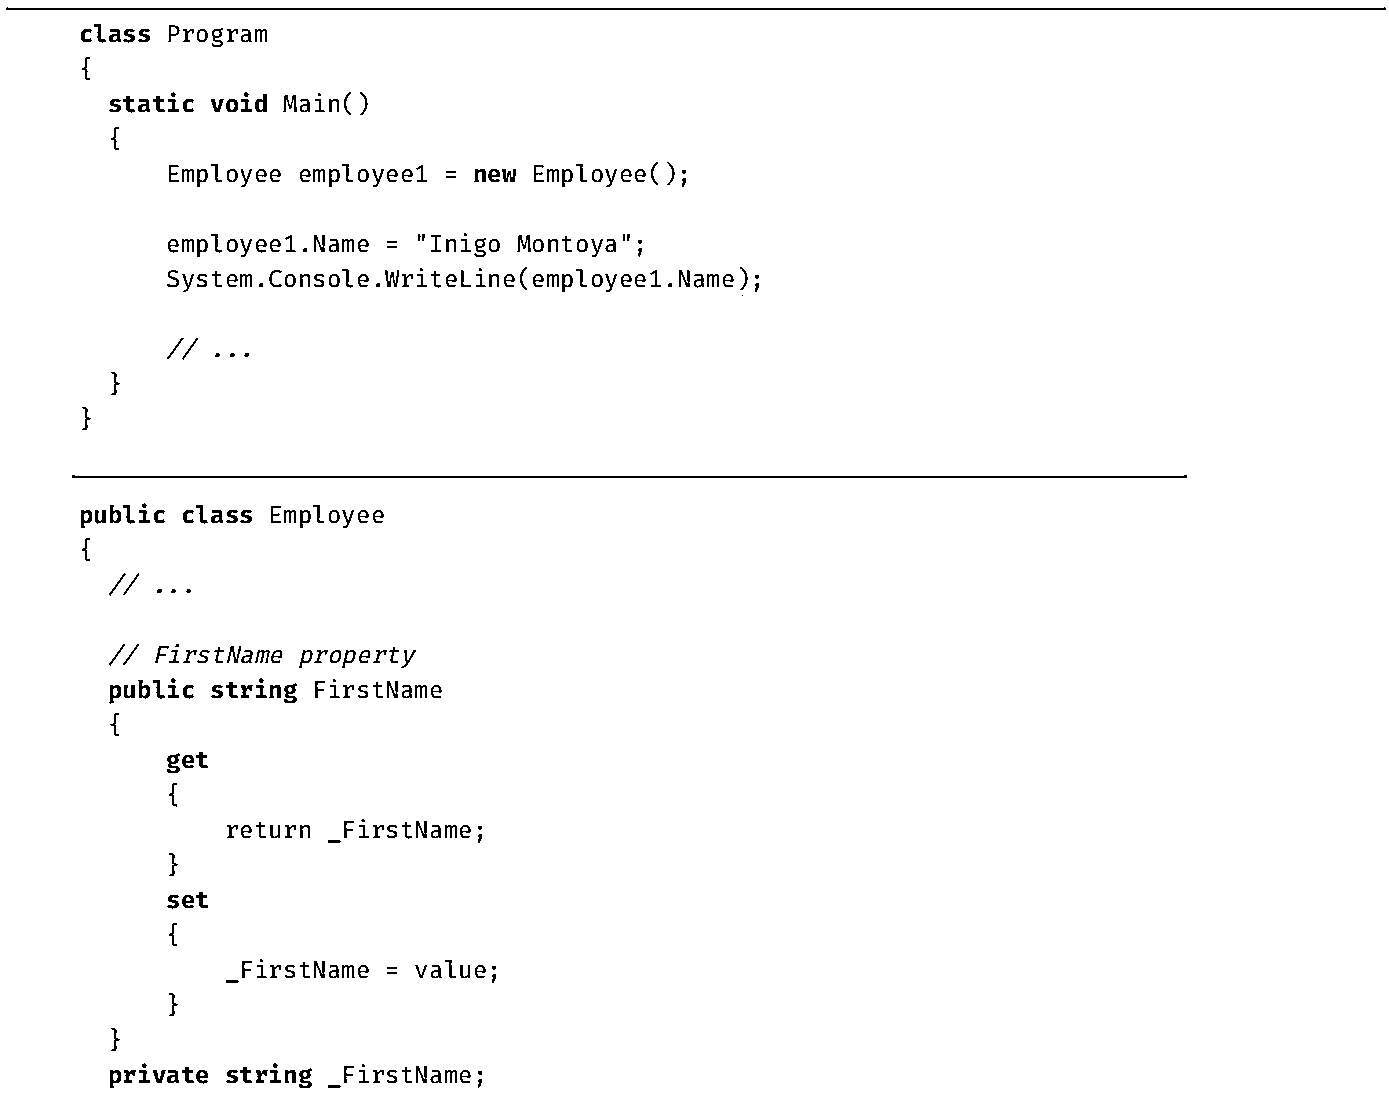 class Program
{
  static void Main()
  {
      Employee employee1 = new Employee();
      employee1.Name = "Inigo Montoya";
      System.Console.WriteLine(employee1.Name);
      // ...
  }
}
public class Employee
{
  // ...
  // FirstName property
  public string FirstName
  {
      get
      {
          return _FirstName;
      }
      set
      {
          _FirstName = value;
      }
  }
  private string _FirstName;